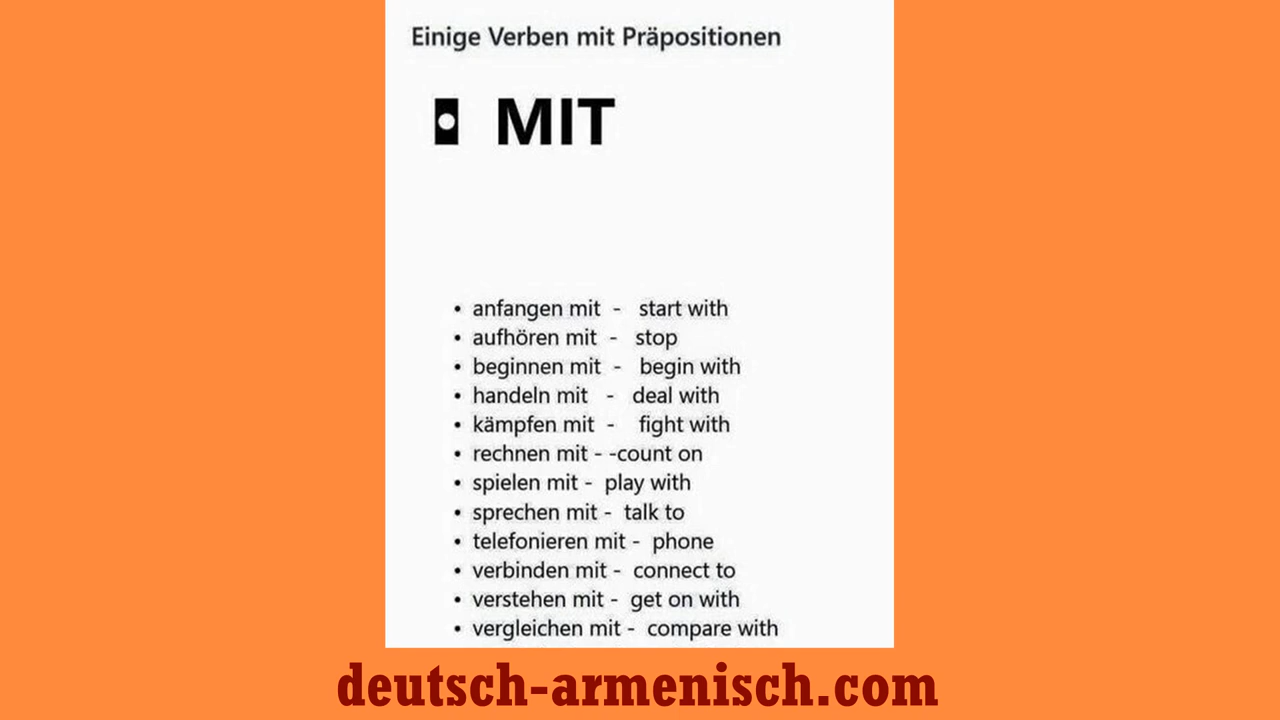 Einige Verben mit Präpositionen
MIT
• anfangen mit - start with
• aufhören mit - stop
• beginnen mit - begin with
• handeln mit - deal with
• kämpfen mit - fight with
• rechnen mit - -count on
• spielen mit - play with
• sprechen mit - talk to
• telefonieren mit - phone
• verbinden mit - connect to
• verstehen mit - get on with
• vergleichen mit - compare with
deutsch-armenisch.com